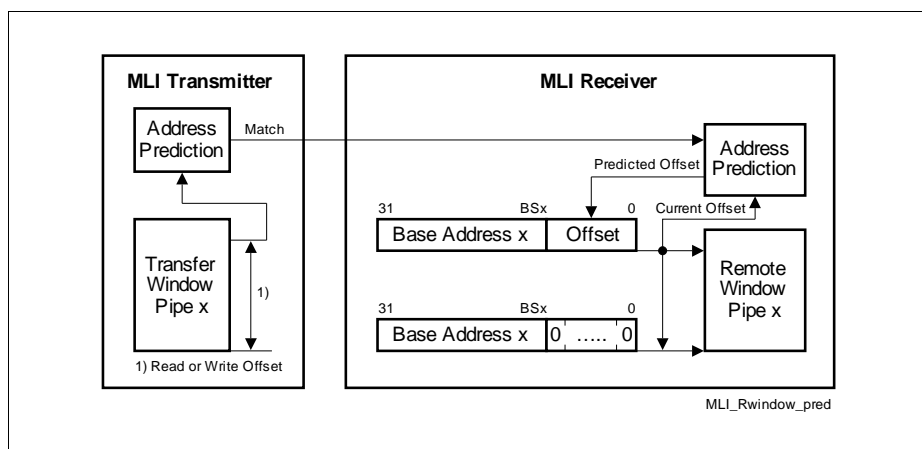 MLI Transmitter
MLI Receiver
Address
Prediction
Match
Address
Prediction
Predicted Offset
31 BSx 0
Current Offset
Base Address x Offset
Transfer
Window
Pipe x
1)
Remote
Window
Pipe x
31 BSx 0
Base Address x 0 ..... 0
1) Read or Write Offset
MLI_Rwindow_pred